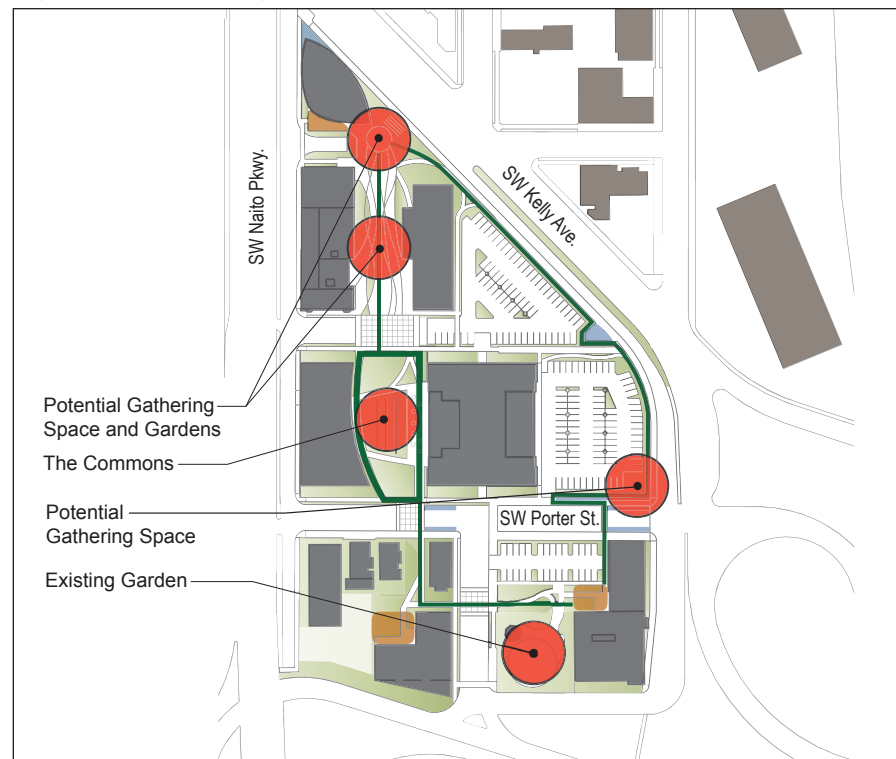 SW Naito Pkwy.
SW Kelly Ave.
Potential Gathering
Space and Gardens
The Commons
Potential
Gathering Space
SW Porter St.
Existing Garden